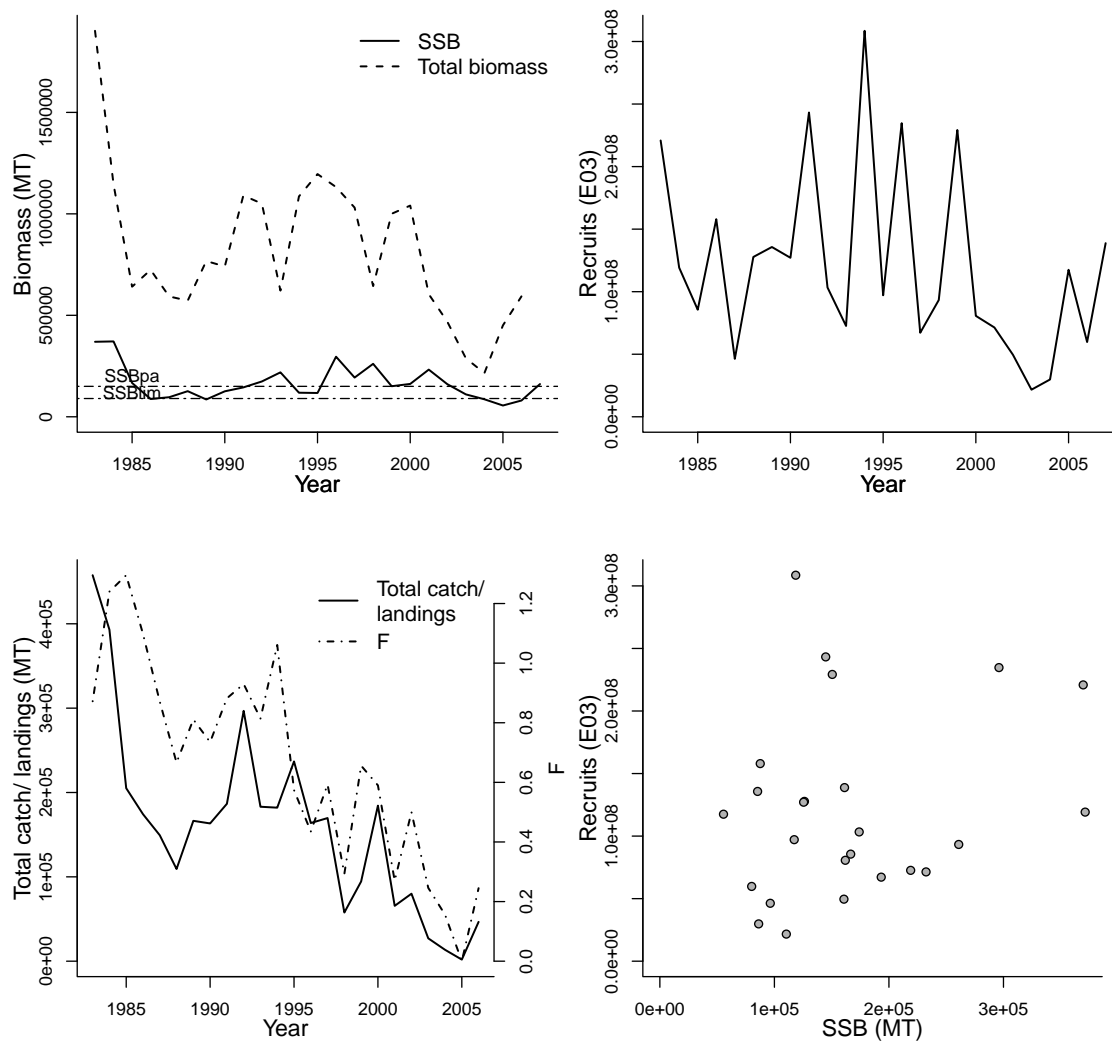 SSB
Total biomass
Biomass (MT)
1500000
1000000
500000
0
SSBpa
SSBlim
1985 1990 1995 2000 2005
Year
Recruits (E03)
3.0e+08
2.0e+08
1.0e+08
0.0e+00
1985 1990 1995 2000 2005
Year
Total catch/
landings
F
Total catch/ landings (MT)
4e+05
3e+05
2e+05
1e+05
0e+00
1.2
1.0
0.8
0.6
0.4
0.2
0.0
F
1985 1990 1995 2000 2005
Year
Recruits (E03)
3.0e+08
2.0e+08
1.0e+08
0.0e+00
0e+00 1e+05 2e+05 3e+05
SSB (MT)